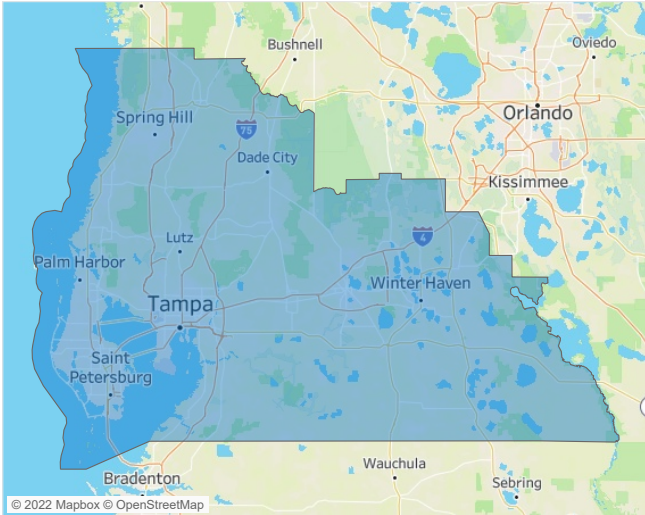 Bushnell
Oviedo
Spring Hill
75
Orlando
Dade City
Kissimmee
Lutz
4
Palm Harbor
Winter Haven
Tampa
Saint
Petersburg
Wauchula
Bradenton
Sebring
© 2022 Mapbox © OpenStreetMap